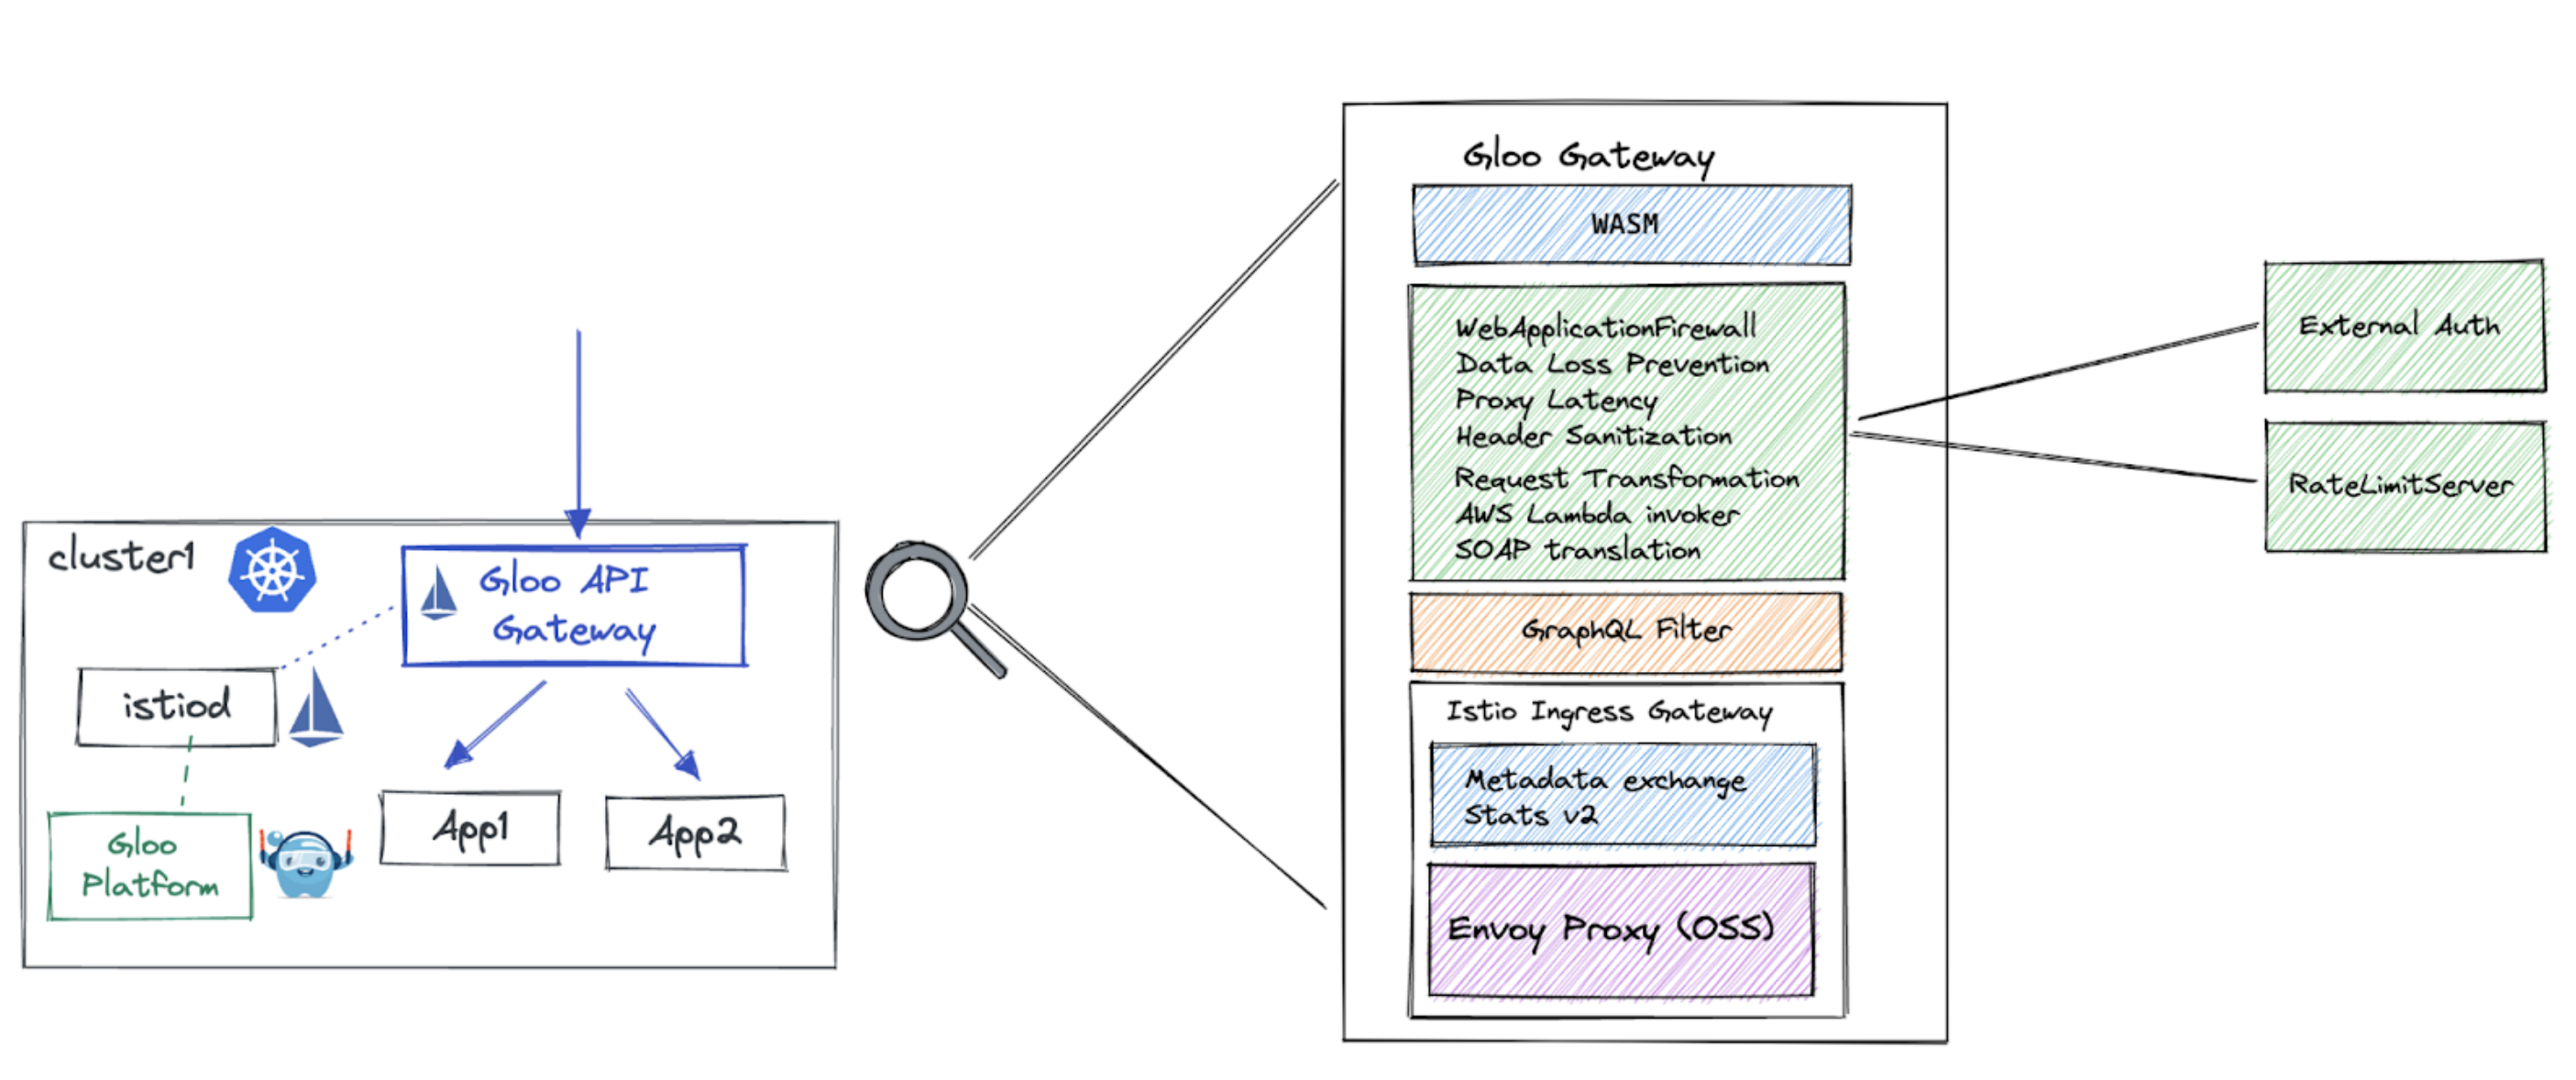 cluster1
Gloo API
Gateway
istiod
Gloo
Platform
App1
App2
Gloo Gateway
WASM
WebApplicationFirewall
Data Loss Prevention
Proxy Latency
Header Sanitization
Request Transformation
AWS Lambda invoker
SOAP translation
GraphQL Filter
Istio Ingress Gateway
Metadata exchange
Stats v2
Envoy Proxy (OSS)
External Auth
RateLimitServer